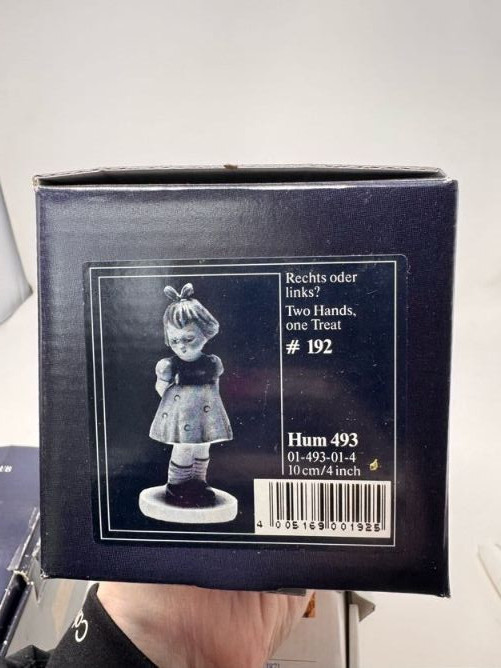 Rechts oder
links?
Two Hands,
one Treat
# 192
Hum 493
01-493-01-4
10 cm/4 inch
4 005169 001925